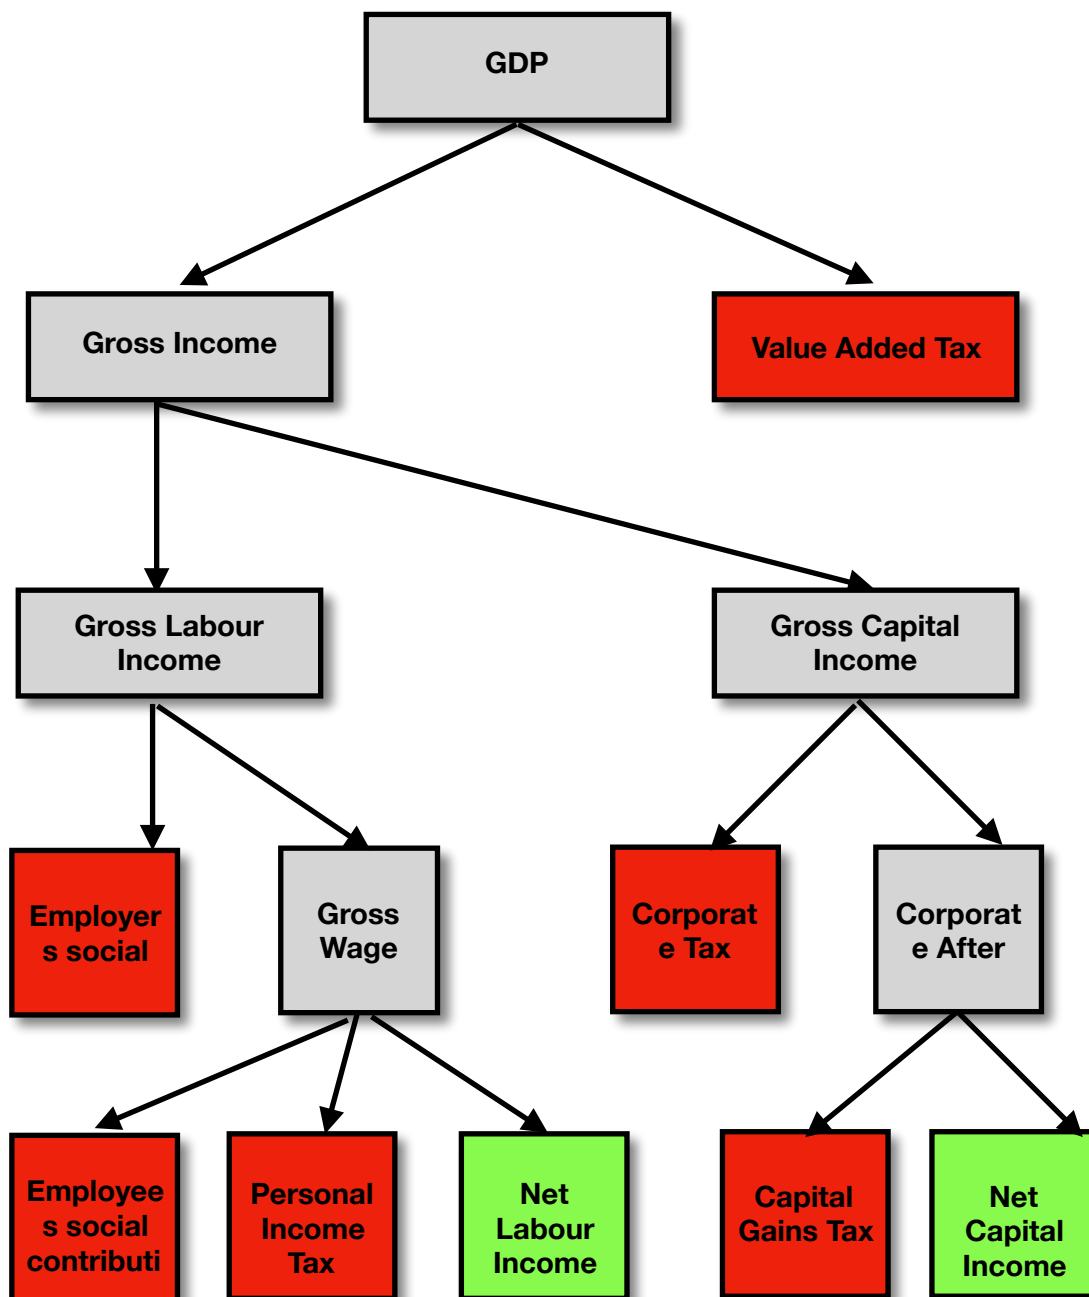 GDP
Gross Income
Value Added Tax
Gross Labour
Income
Gross Capital
Income
Employer
s social
Gross
Wage
Corporat
e Tax
Corporat
e After
Employee
s social
contributi
Personal
Income
Tax
Net
Labour
Income
Capital
Gains Tax
Net
Capital
Income